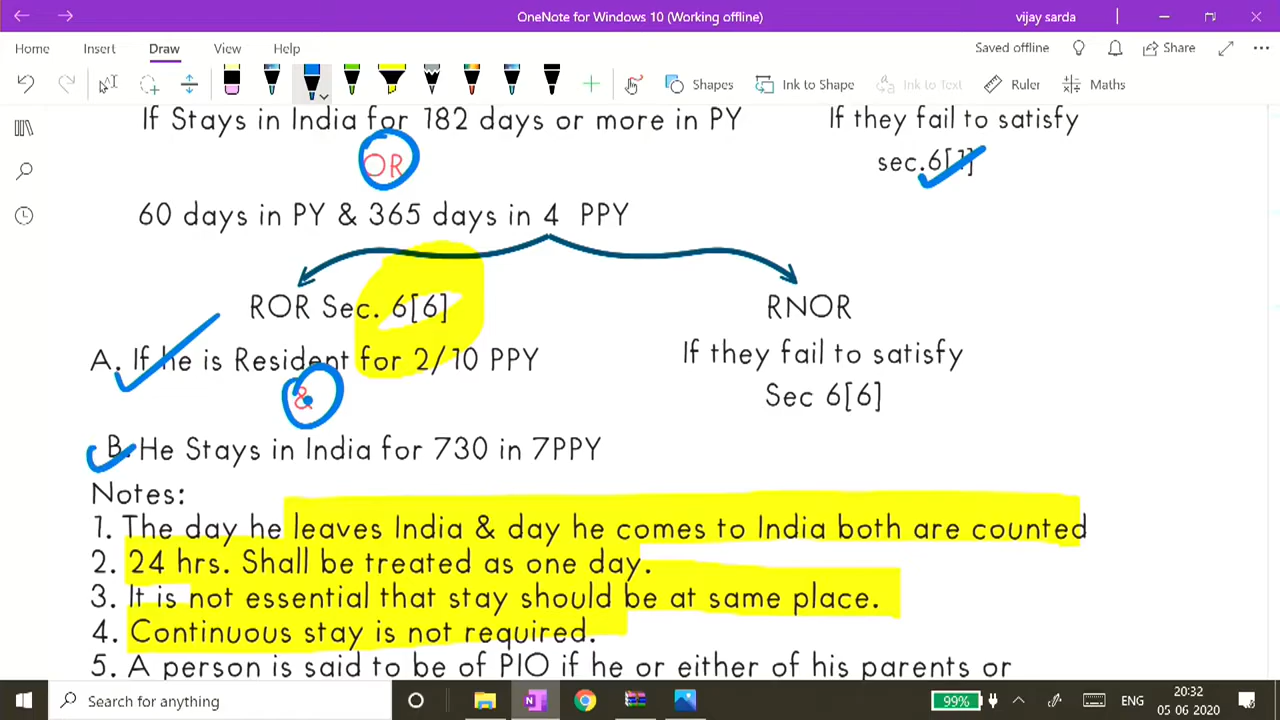 OneNote for Windows 10 (Working offline)
vijay sarda
Home Insert Draw View Help
Saved offline
Share
Shapes
Ink to Shape
Ink to Text
Ruler
Maths
If Stays in India for 182 days or more in PY
If they fail to satisfy
OR
sec.6[1]
60 days in PY & 365 days in 4 PPY
ROR Sec. 6[6]
RNOR
A. If he is Resident for 2/10 PPY
If they fail to satisfy
&
Sec 6[6]
B. He Stays in India for 730 in 7PPY
Notes:
1. The day he leaves India & day he comes to India both are counted
2. 24 hrs. Shall be treated as one day.
3. It is not essential that stay should be at same place.
4. Continuous stay is not required.
5. A person is said to be of PIO if he or either of his parents or
Search for anything
99%
ENG
20:32
05-06-2020